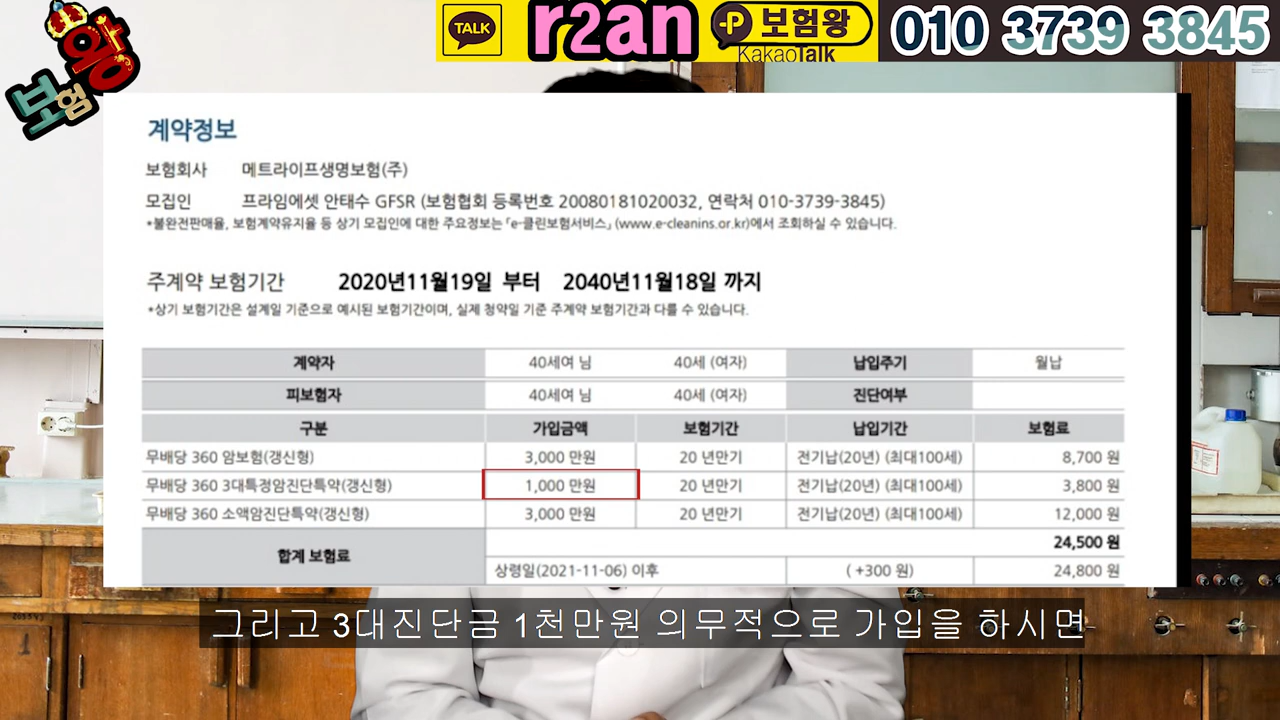 보험왕
TALK
r2an
P 보험왕
KakaoTalk
010 3739 3845
계약정보
보험회사 메트라이프생명보험(주)
모집인 프라임에셋 안태수 GFSR (보험협회 등록번호 20080181020032, 연락처 010-3739-3845)
*불완전판매율, 보험계약유지율 등 상기 모집인에 대한 주요정보는 「e-클린보험서비스」 (www.e-cleanins.or.kr)에서 조회하실 수 있습니다.
주계약 보험기간 2020년11월19일 부터 2040년11월18일 까지
*상기 보험기간은 설계일 기준으로 예시된 보험기간이며, 실제 청약일 기준 주계약 보험기간과 다를 수 있습니다.
계약자 40세여 님 40세 (여자) 납입주기 월납
피보험자 40세여 님 40세 (여자) 진단여부
구분 가입금액 보험기간 납입기간 보험료
무배당 360 암보험(갱신형) 3,000 만원 20 년만기 전기납(20년) (최대100세) 8,700 원
무배당 360 3대특정암진단특약(갱신형) 1,000 만원 20 년만기 전기납(20년) (최대100세) 3,800 원
무배당 360 소액암진단특약(갱신형) 3,000 만원 20 년만기 전기납(20년) (최대100세) 12,000 원
합계 보험료 24,500 원
상령일(2021-11-06) 이후 ( +300 원) 24,800 원
그리고 3대진단금 1천만원 의무적으로 가입을 하시면